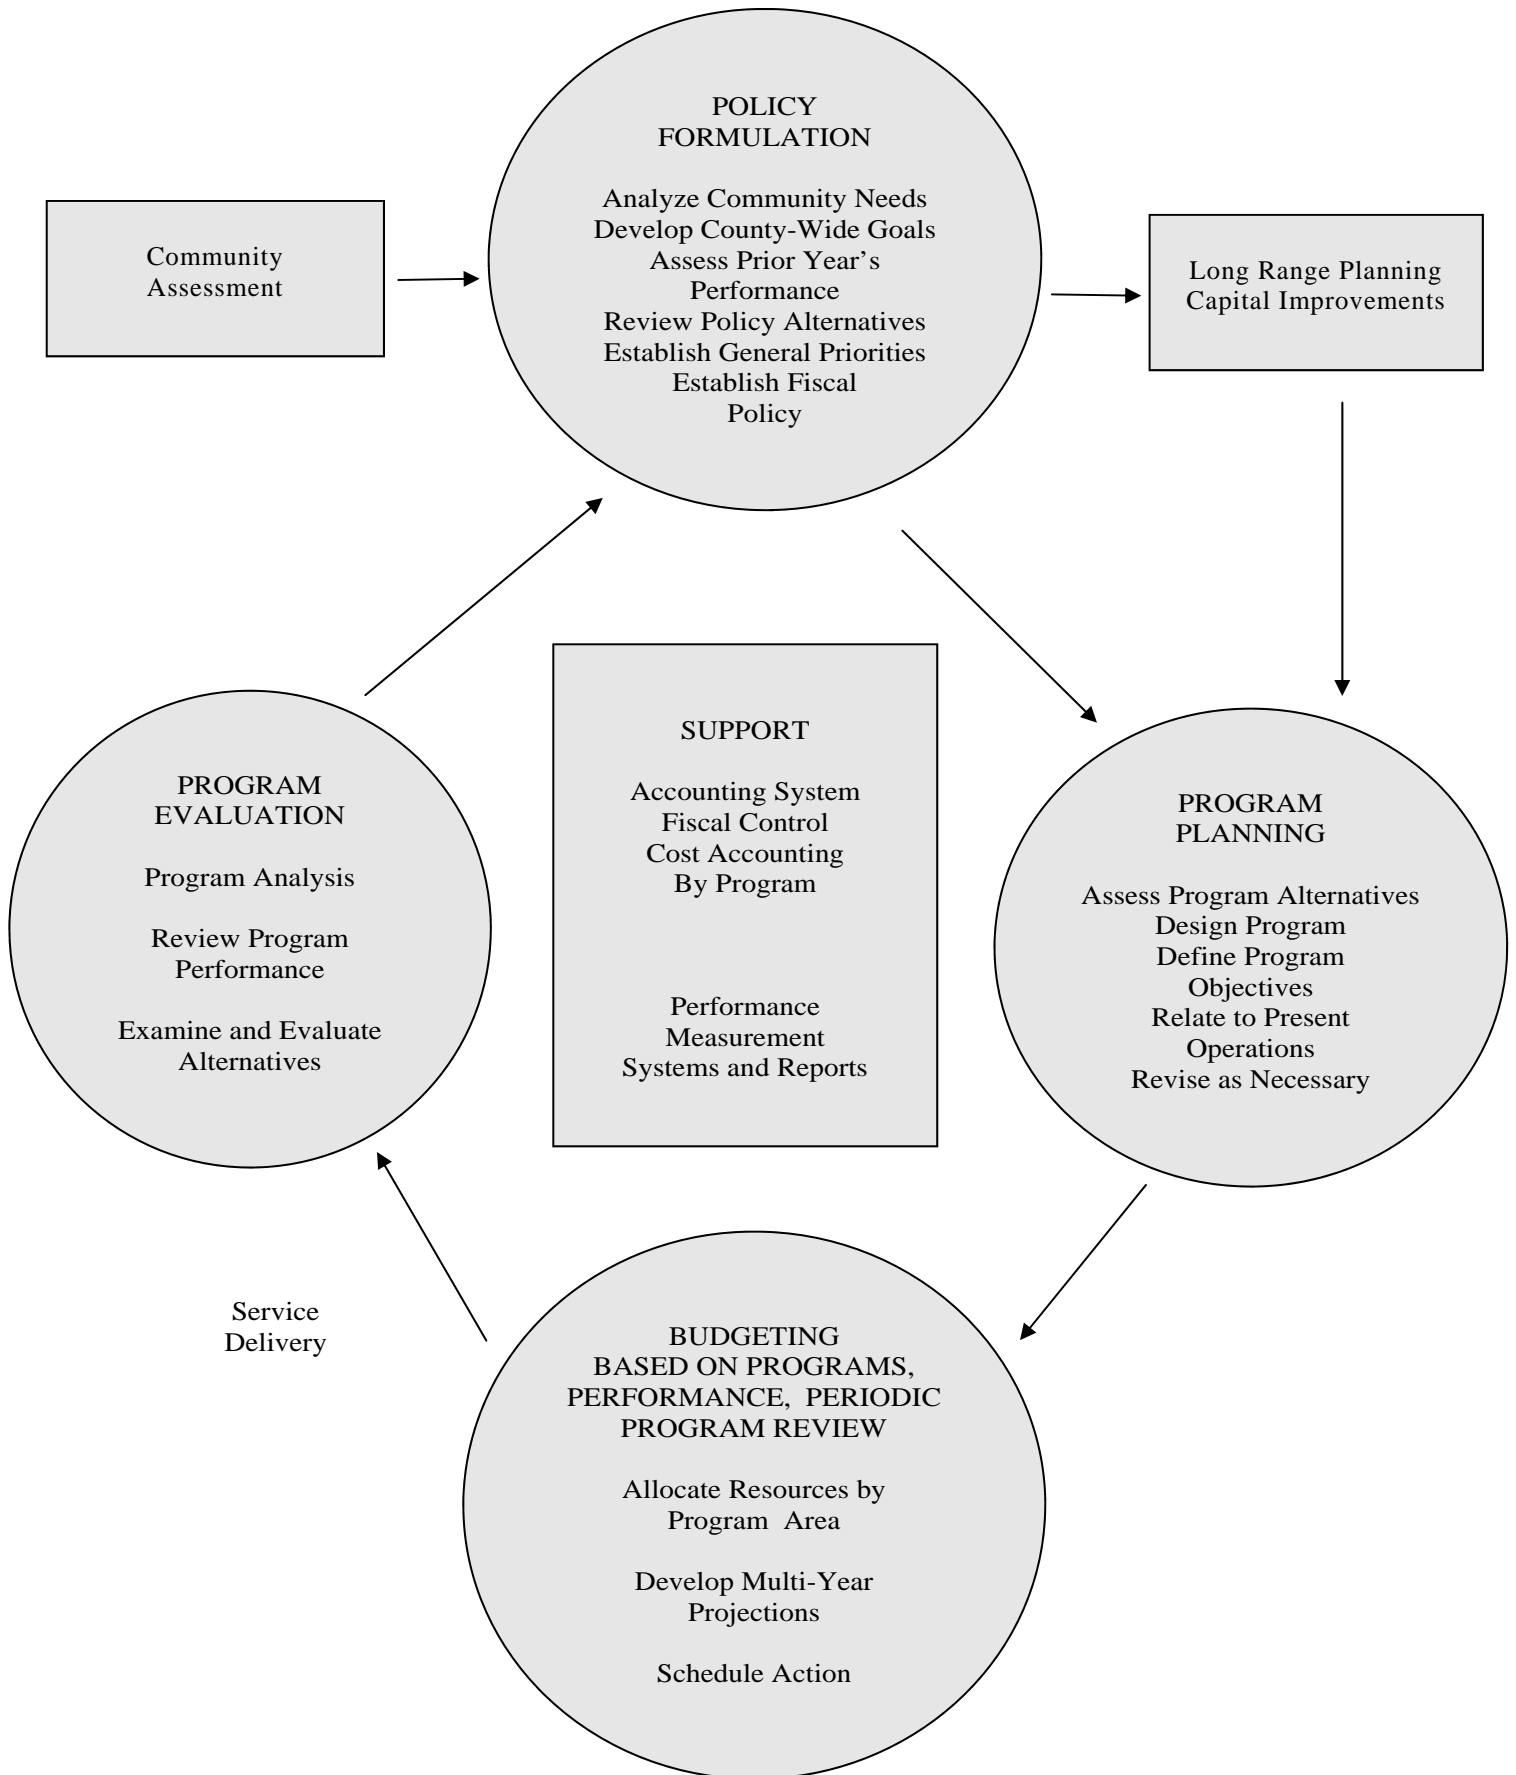 POLICY
FORMULATION
Analyze Community Needs
Develop County-Wide Goals
Assess Prior Year’s
Performance
Review Policy Alternatives
Establish General Priorities
Establish Fiscal
Policy
Community
Assessment
Long Range Planning
Capital Improvements
SUPPORT
Accounting System
Fiscal Control
Cost Accounting
By Program
Performance
Measurement
Systems and Reports
PROGRAM
EVALUATION
Program Analysis
Review Program
Performance
Examine and Evaluate
Alternatives
PROGRAM
PLANNING
Assess Program Alternatives
Design Program
Define Program
Objectives
Relate to Present
Operations
Revise as Necessary
Service
Delivery
BUDGETING
BASED ON PROGRAMS,
PERFORMANCE, PERIODIC
PROGRAM REVIEW
Allocate Resources by
Program Area
Develop Multi-Year
Projections
Schedule Action